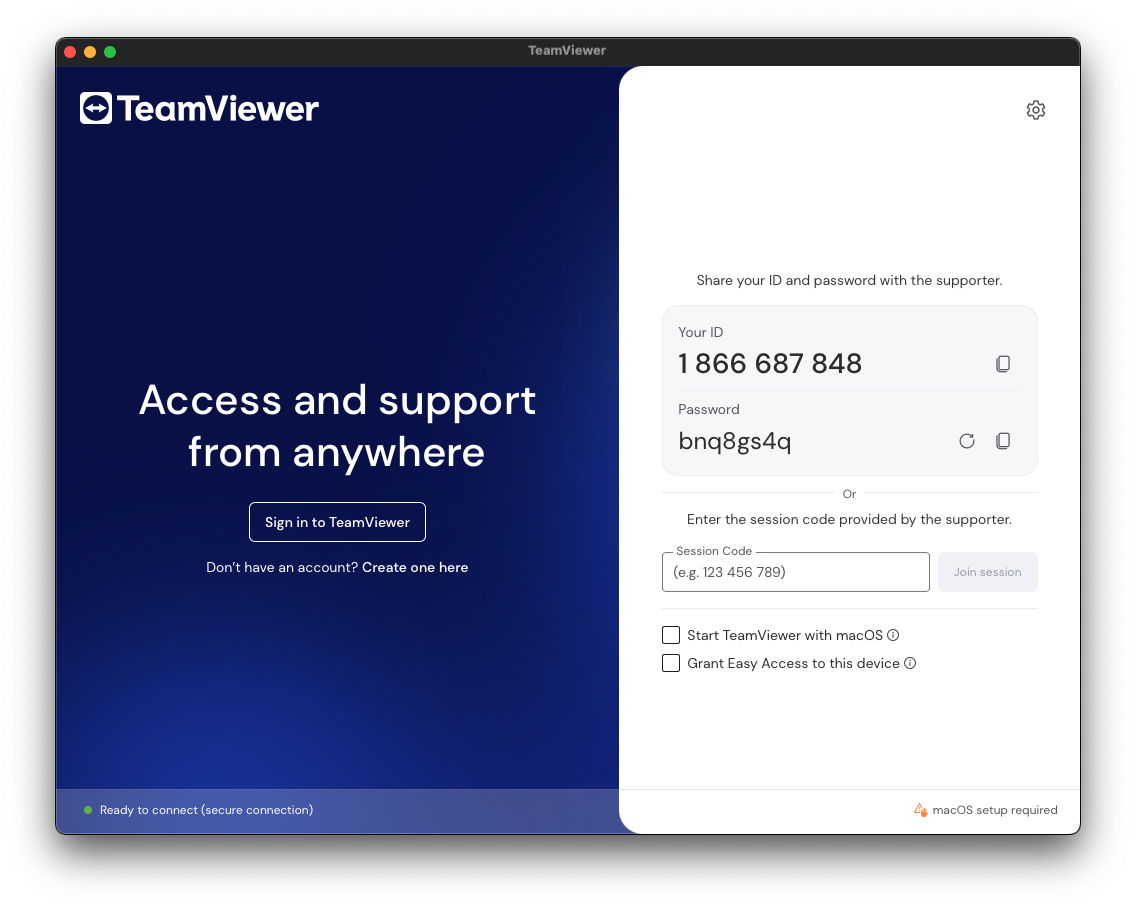 TeamViewer
TeamViewer
Access and support
from anywhere
Sign in to TeamViewer
Don’t have an account? Create one here
Ready to connect (secure connection)
Share your ID and password with the supporter.
Your ID
1 866 687 848
Password
bnq8gs4q
Or
Enter the session code provided by the supporter.
Session Code
(e.g. 123 456 789)
Join session
Start TeamViewer with macOS
Grant Easy Access to this device
macOS setup required